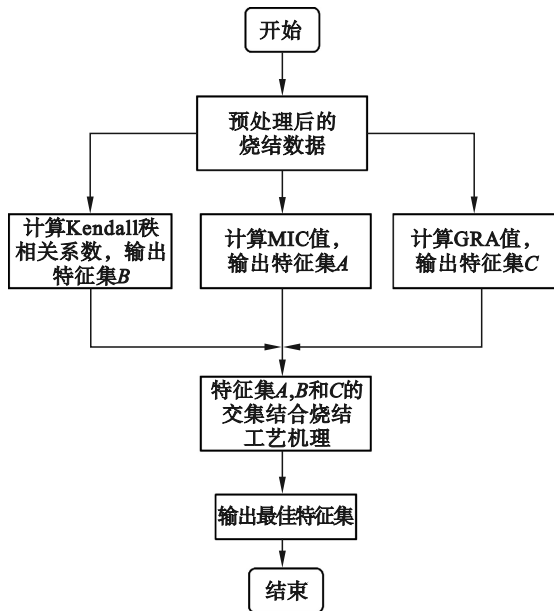 开始
预处理后的
烧结数据
计算Kendall秩
相关系数，输出
特征集B
计算MIC值，
输出特征集A
计算GRA值，
输出特征集C
特征集A,B和C的
交集结合烧结
工艺机理
输出最佳特征集
结束